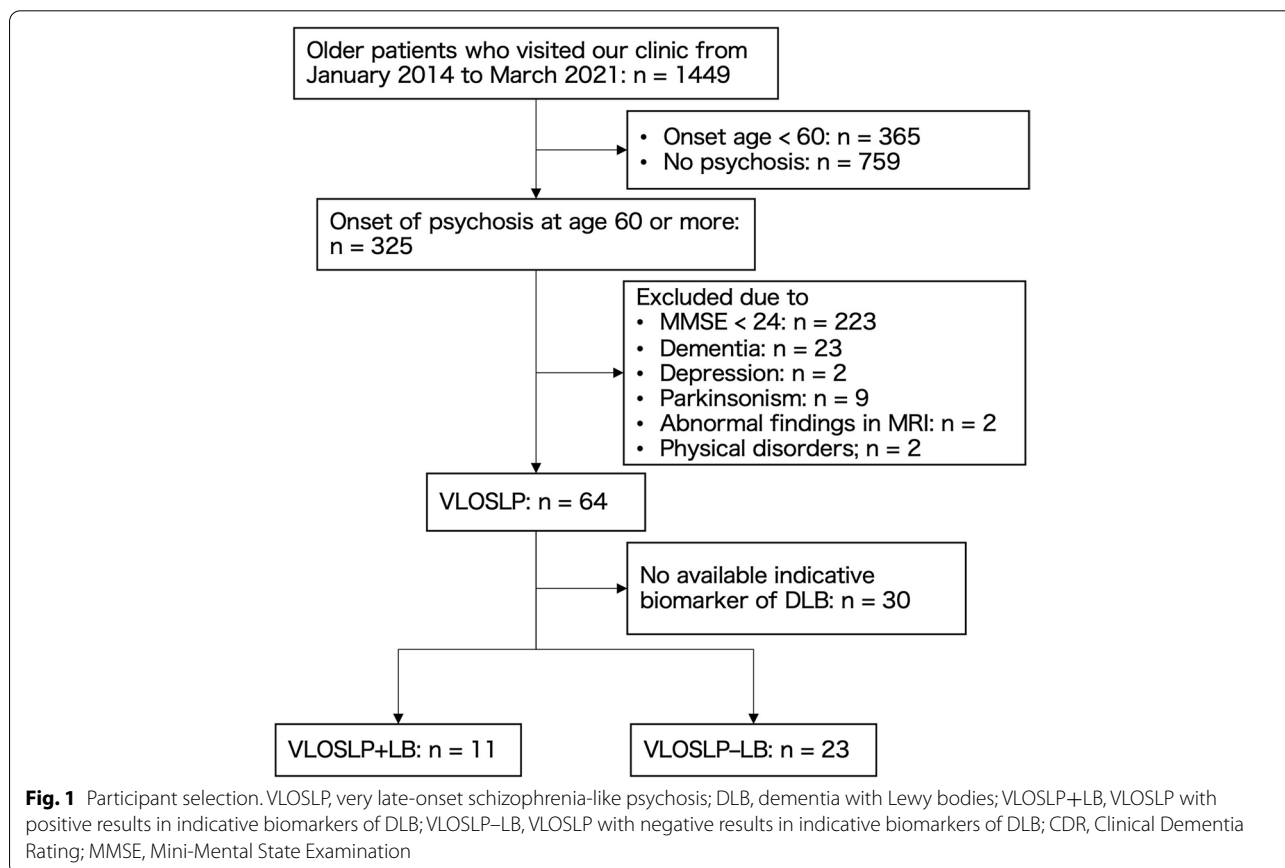 Older patients who visited our clinic from
January 2014 to March 2021: n = 1449
• Onset age < 60: n = 365
• No psychosis: n = 759
Onset of psychosis at age 60 or more:
n = 325
Excluded due to
• MMSE < 24: n = 223
• Dementia: n = 23
• Depression: n = 2
• Parkinsonism: n = 9
• Abnormal findings in MRI: n = 2
• Physical disorders; n = 2
VLOSLP: n = 64
No available indicative
biomarker of DLB: n = 30
VLOSLP+LB: n = 11
VLOSLP–LB: n = 23
Fig. 1 Participant selection. VLOSLP, very late-onset schizophrenia-like psychosis; DLB, dementia with Lewy bodies; VLOSLP+LB, VLOSLP with
positive results in indicative biomarkers of DLB; VLOSLP–LB, VLOSLP with negative results in indicative biomarkers of DLB; CDR, Clinical Dementia
Rating; MMSE, Mini-Mental State Examination